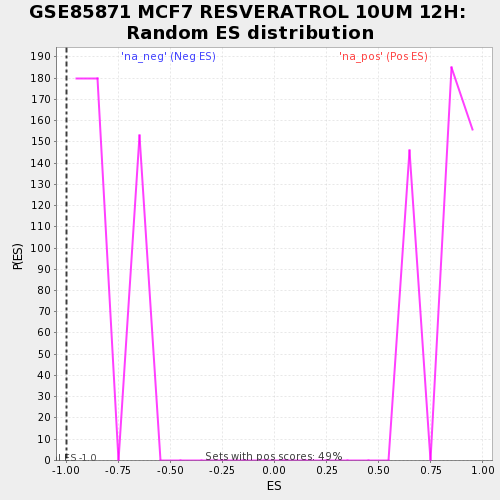 GSE85871 MCF7 RESVERATROL 10UM 12H:
Random ES distribution
'na_neg' (Neg ES)
'na_pos' (Pos ES)
190
180
170
160
150
140
130
120
110
100
90
80
70
60
50
40
30
20
10
0
P(ES)
Sets with pos scores: 49%
-1.00 -0.75 -0.50 -0.25 0.00 0.25 0.50 0.75 1.00
ES